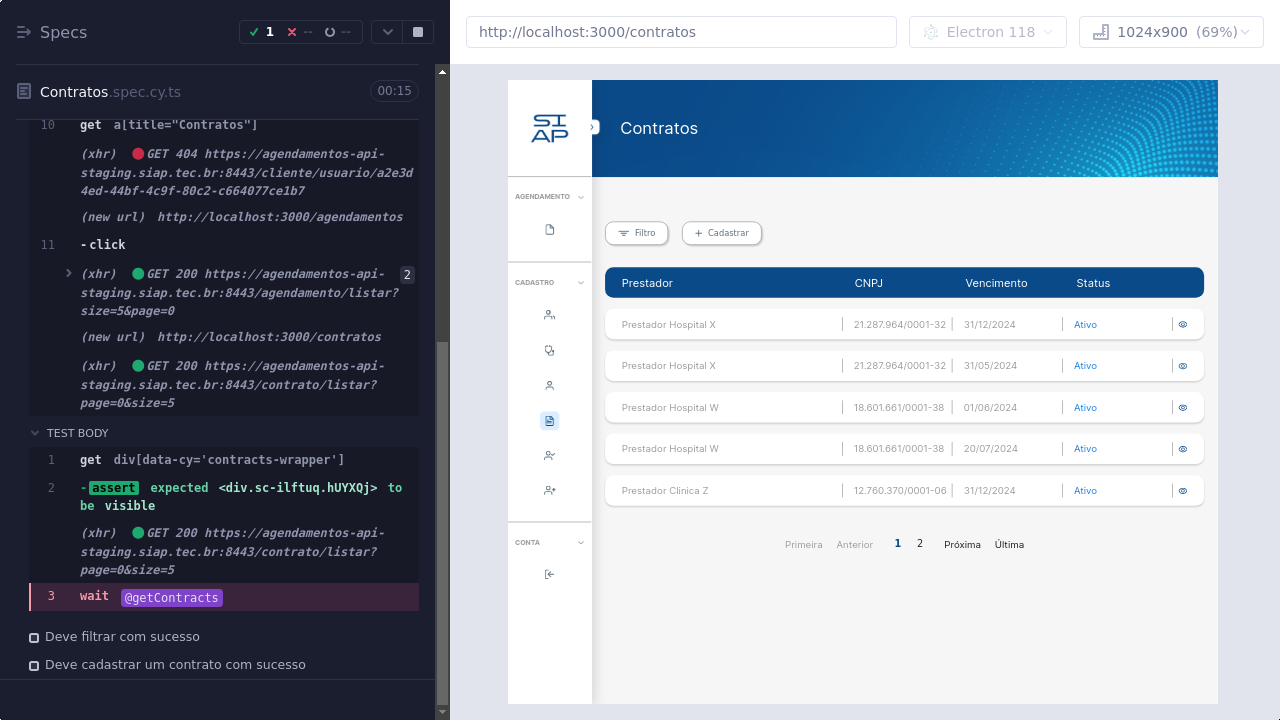 Specs
1
--
--
Contratos.spec.cy.ts
00:15
10 get a[title="Contratos"]
(xhr) GET 404 https://agendamentos-api-
staging.siap.tec.br:8443/cliente/usuario/a2e3d
4ed-44bf-4c9f-80c2-c664077ce1b7
(new url) http://localhost:3000/agendamentos
11 -click
(xhr) GET 200 https://agendamentos-api- 2
staging.siap.tec.br:8443/agendamento/listar?
size=5&page=0
(new url) http://localhost:3000/contratos
(xhr) GET 200 https://agendamentos-api-
staging.siap.tec.br:8443/contrato/listar?
page=0&size=5
TEST BODY
1 get div[data-cy='contracts-wrapper']
2 -assert expected <div.sc-ilftuq.hUYXQj> to
be visible
(xhr) GET 200 https://agendamentos-api-
staging.siap.tec.br:8443/contrato/listar?
page=0&size=5
3 wait @getContracts
Deve filtrar com sucesso
Deve cadastrar um contrato com sucesso
http://localhost:3000/contratos
Electron 118
1024x900 (69%)
SI
AP
Contratos
AGENDAMENTO
CADASTRO
CONTA
Filtro
+ Cadastrar
Prestador CNPJ Vencimento Status
Prestador Hospital X 21.287.964/0001-32 31/12/2024 Ativo
Prestador Hospital X 21.287.964/0001-32 31/05/2024 Ativo
Prestador Hospital W 18.601.661/0001-38 01/06/2024 Ativo
Prestador Hospital W 18.601.661/0001-38 20/07/2024 Ativo
Prestador Clinica Z 12.760.370/0001-06 31/12/2024 Ativo
Primeira Anterior 1 2 Próxima Última